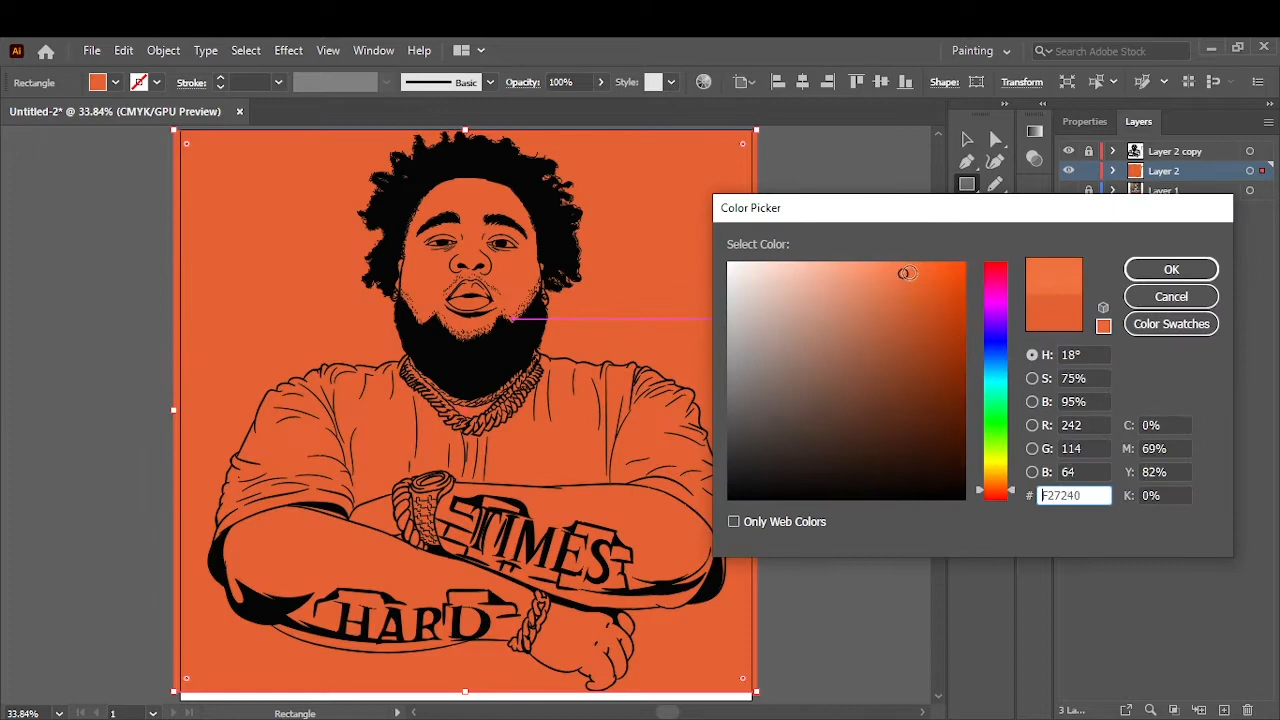 Ai File Edit Object Type Select Effect View Window Help Painting Search Adobe Stock
Rectangle Stroke: Basic Opacity: 100% Style: Shape: Transform
Untitled-2* @ 33.84% (CMYK/GPU Preview) ×
Properties Layers
Layer 2 copy
Layer 2
Layer 1
Color Picker
Select Color:
OK
Cancel
Color Swatches
H: 18°
S: 75%
B: 95%
R: 242 C: 0%
G: 114 M: 69%
B: 64 Y: 82%
# F27240 K: 0%
Only Web Colors
TIMES
HARD
33.84% 1 Rectangle 3 La...